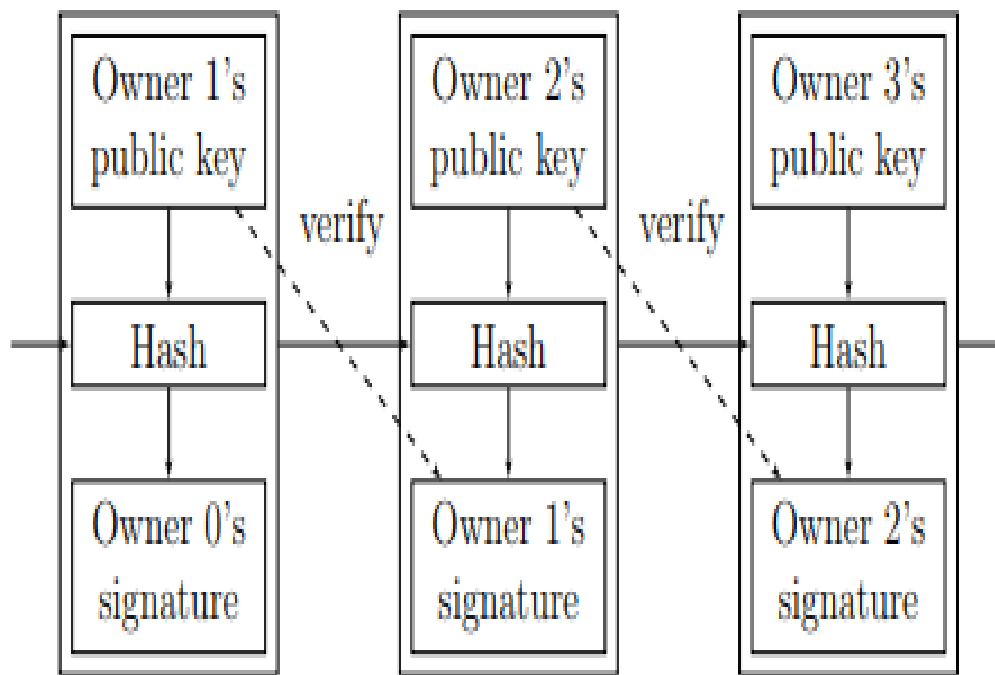 Owner 1's
public key
Hash
Owner 0's
signature
verify
Owner 2's
public key
Hash
Owner 1's
signature
verify
Owner 3's
public key
Hash
Owner 2's
signature